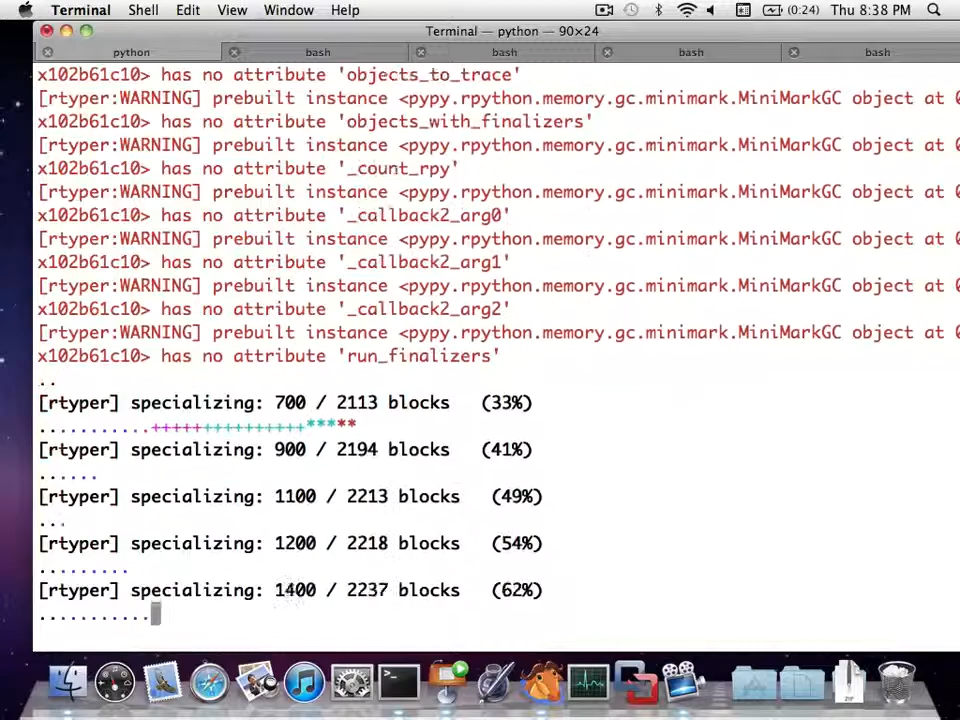 Terminal Shell Edit View Window Help (0:24) Thu 8:38 PM
Terminal — python — 90×24
python bash bash bash bash
x102b61c10> has no attribute 'objects_to_trace'
[rtyper:WARNING] prebuilt instance <pypy.rpython.memory.gc.minimark.MiniMarkGC object at 0
x102b61c10> has no attribute 'objects_with_finalizers'
[rtyper:WARNING] prebuilt instance <pypy.rpython.memory.gc.minimark.MiniMarkGC object at 0
x102b61c10> has no attribute '_count_rpy'
[rtyper:WARNING] prebuilt instance <pypy.rpython.memory.gc.minimark.MiniMarkGC object at 0
x102b61c10> has no attribute '_callback2_arg0'
[rtyper:WARNING] prebuilt instance <pypy.rpython.memory.gc.minimark.MiniMarkGC object at 0
x102b61c10> has no attribute '_callback2_arg1'
[rtyper:WARNING] prebuilt instance <pypy.rpython.memory.gc.minimark.MiniMarkGC object at 0
x102b61c10> has no attribute '_callback2_arg2'
[rtyper:WARNING] prebuilt instance <pypy.rpython.memory.gc.minimark.MiniMarkGC object at 0
x102b61c10> has no attribute 'run_finalizers'
..
[rtyper] specializing: 700 / 2113 blocks (33%)
...........+++++++++++++++*****
[rtyper] specializing: 900 / 2194 blocks (41%)
......
[rtyper] specializing: 1100 / 2213 blocks (49%)
...
[rtyper] specializing: 1200 / 2218 blocks (54%)
.........
[rtyper] specializing: 1400 / 2237 blocks (62%)
...........
ZIP